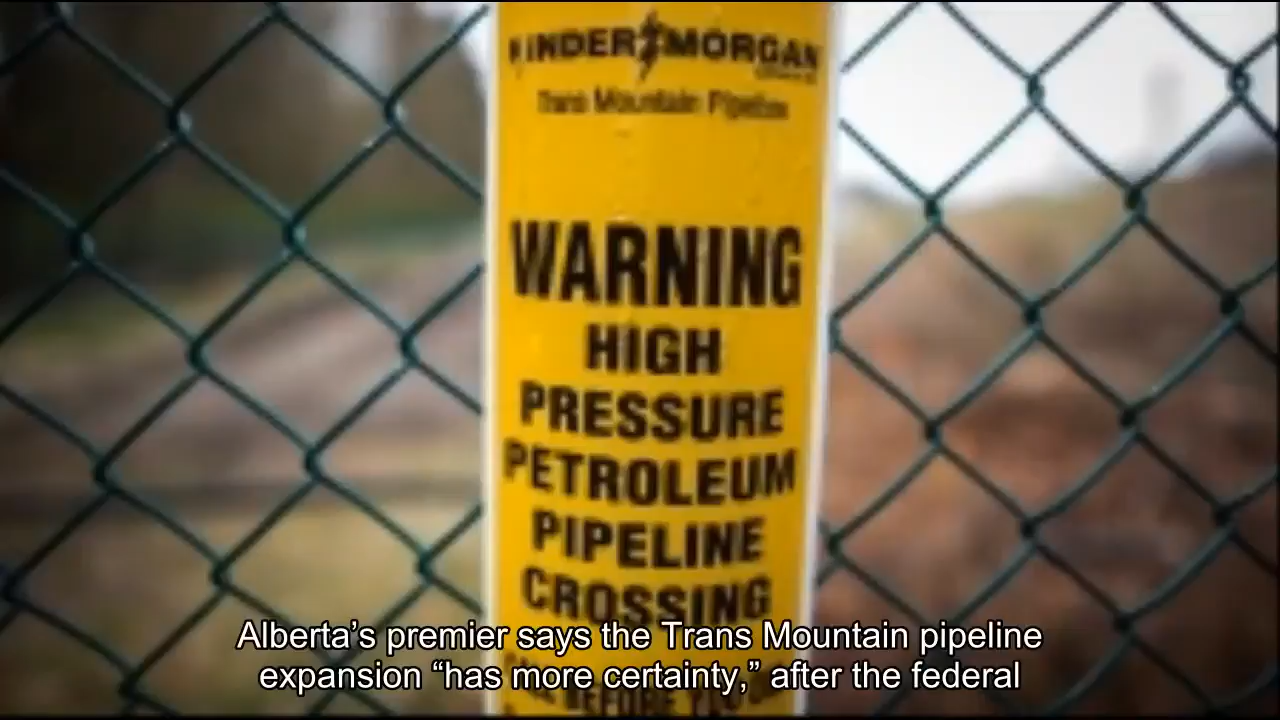 KINDER MORGAN
Trans Mountain Pipeline
WARNING
HIGH
PRESSURE
PETROLEUM
PIPELINE
CROSSING
Alberta’s premier says the Trans Mountain pipeline
expansion “has more certainty,” after the federal
BEFORE